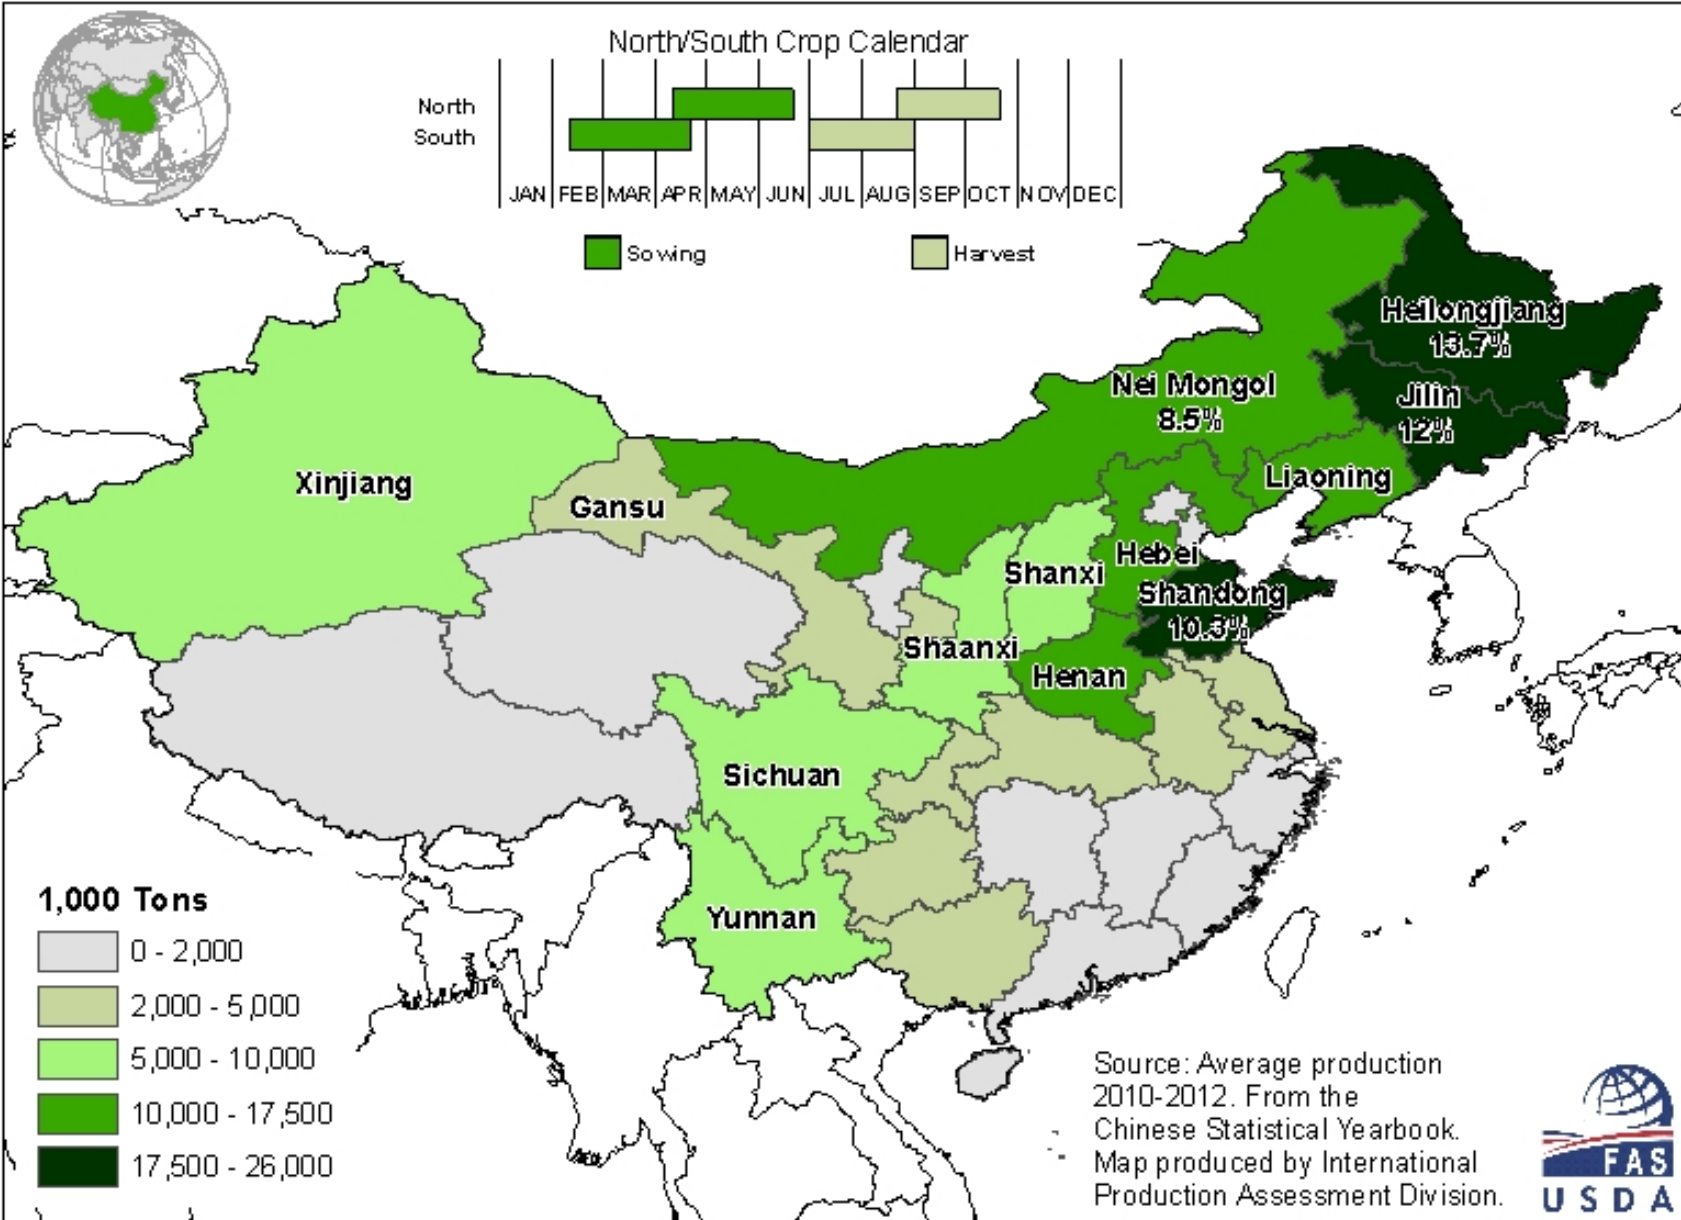 North/South Crop Calendar
North
South
JAN FEB MAR APR MAY JUN JUL AUG SEP OCT NOV DEC
Sowing
Harvest
Heilongjiang
13.7%
Nei Mongol
8.5%
Jilin
12%
Liaoning
Xinjiang
Gansu
Hebei
Shanxi
Shandong
10.3%
Shaanxi
Henan
Sichuan
Yunnan
1,000 Tons
0 - 2,000
2,000 - 5,000
5,000 - 10,000
10,000 - 17,500
17,500 - 26,000
Source: Average production
2010-2012. From the
Chinese Statistical Yearbook.
Map produced by International
Production Assessment Division.
FAS
USDA